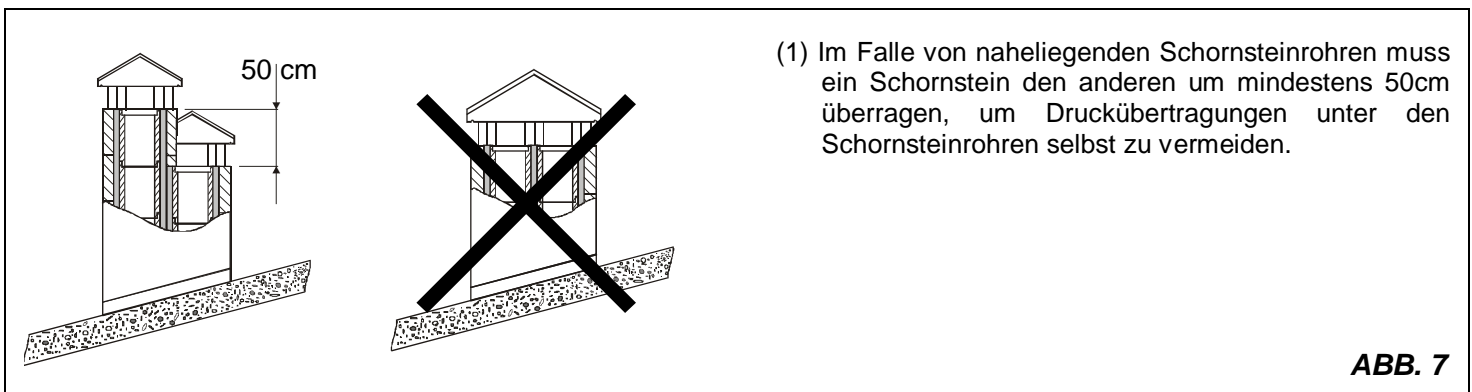 50 cm
(1) Im Falle von naheliegenden Schornsteinrohren muss
ein Schornstein den anderen um mindestens 50cm
überragen, um Druckübertragungen unter den
Schornsteinrohren selbst zu vermeiden.
ABB. 7